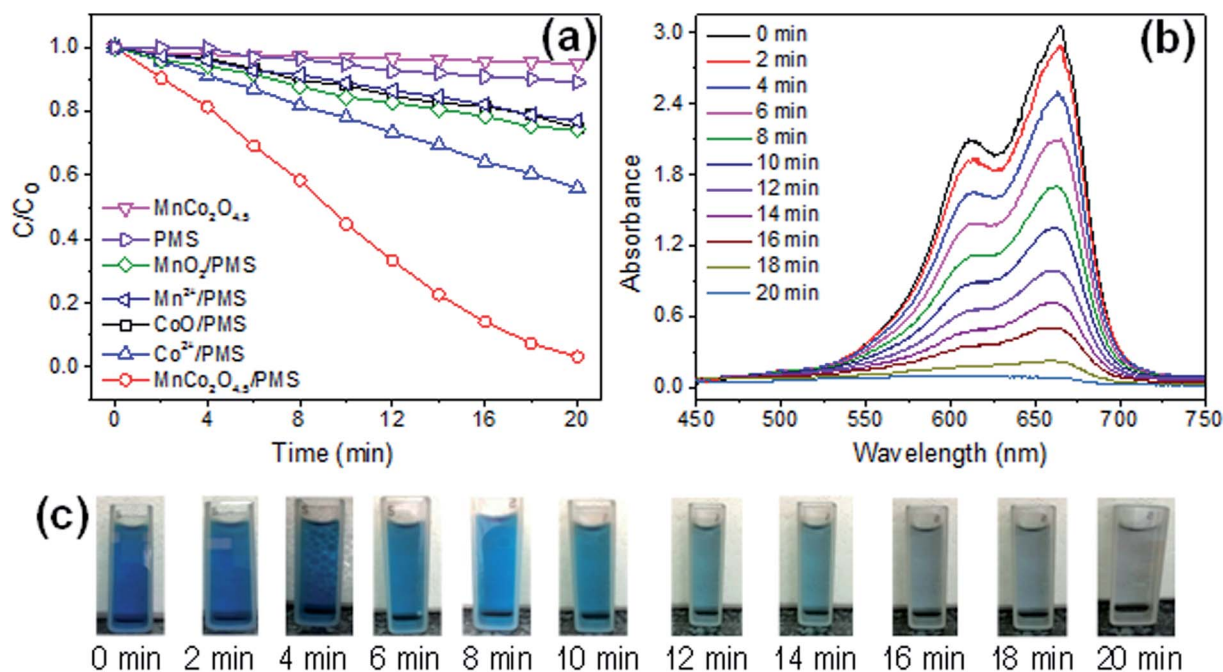 (a)
C/C₀
1.0
0.8
0.6
0.4
0.2
0.0
MnCo₂O₄.₅
PMS
MnO₂/PMS
Mn²⁺/PMS
CoO/PMS
Co²⁺/PMS
MnCo₂O₄.₅/PMS
0 4 8 12 16 20
Time (min)
(b)
Absorbance
3.0
2.4
1.8
1.2
0.6
0.0
0 min
2 min
4 min
6 min
8 min
10 min
12 min
14 min
16 min
18 min
20 min
450 500 550 600 650 700 750
Wavelength (nm)
(c)
0 min 2 min 4 min 6 min 8 min 10 min 12 min 14 min 16 min 18 min 20 min